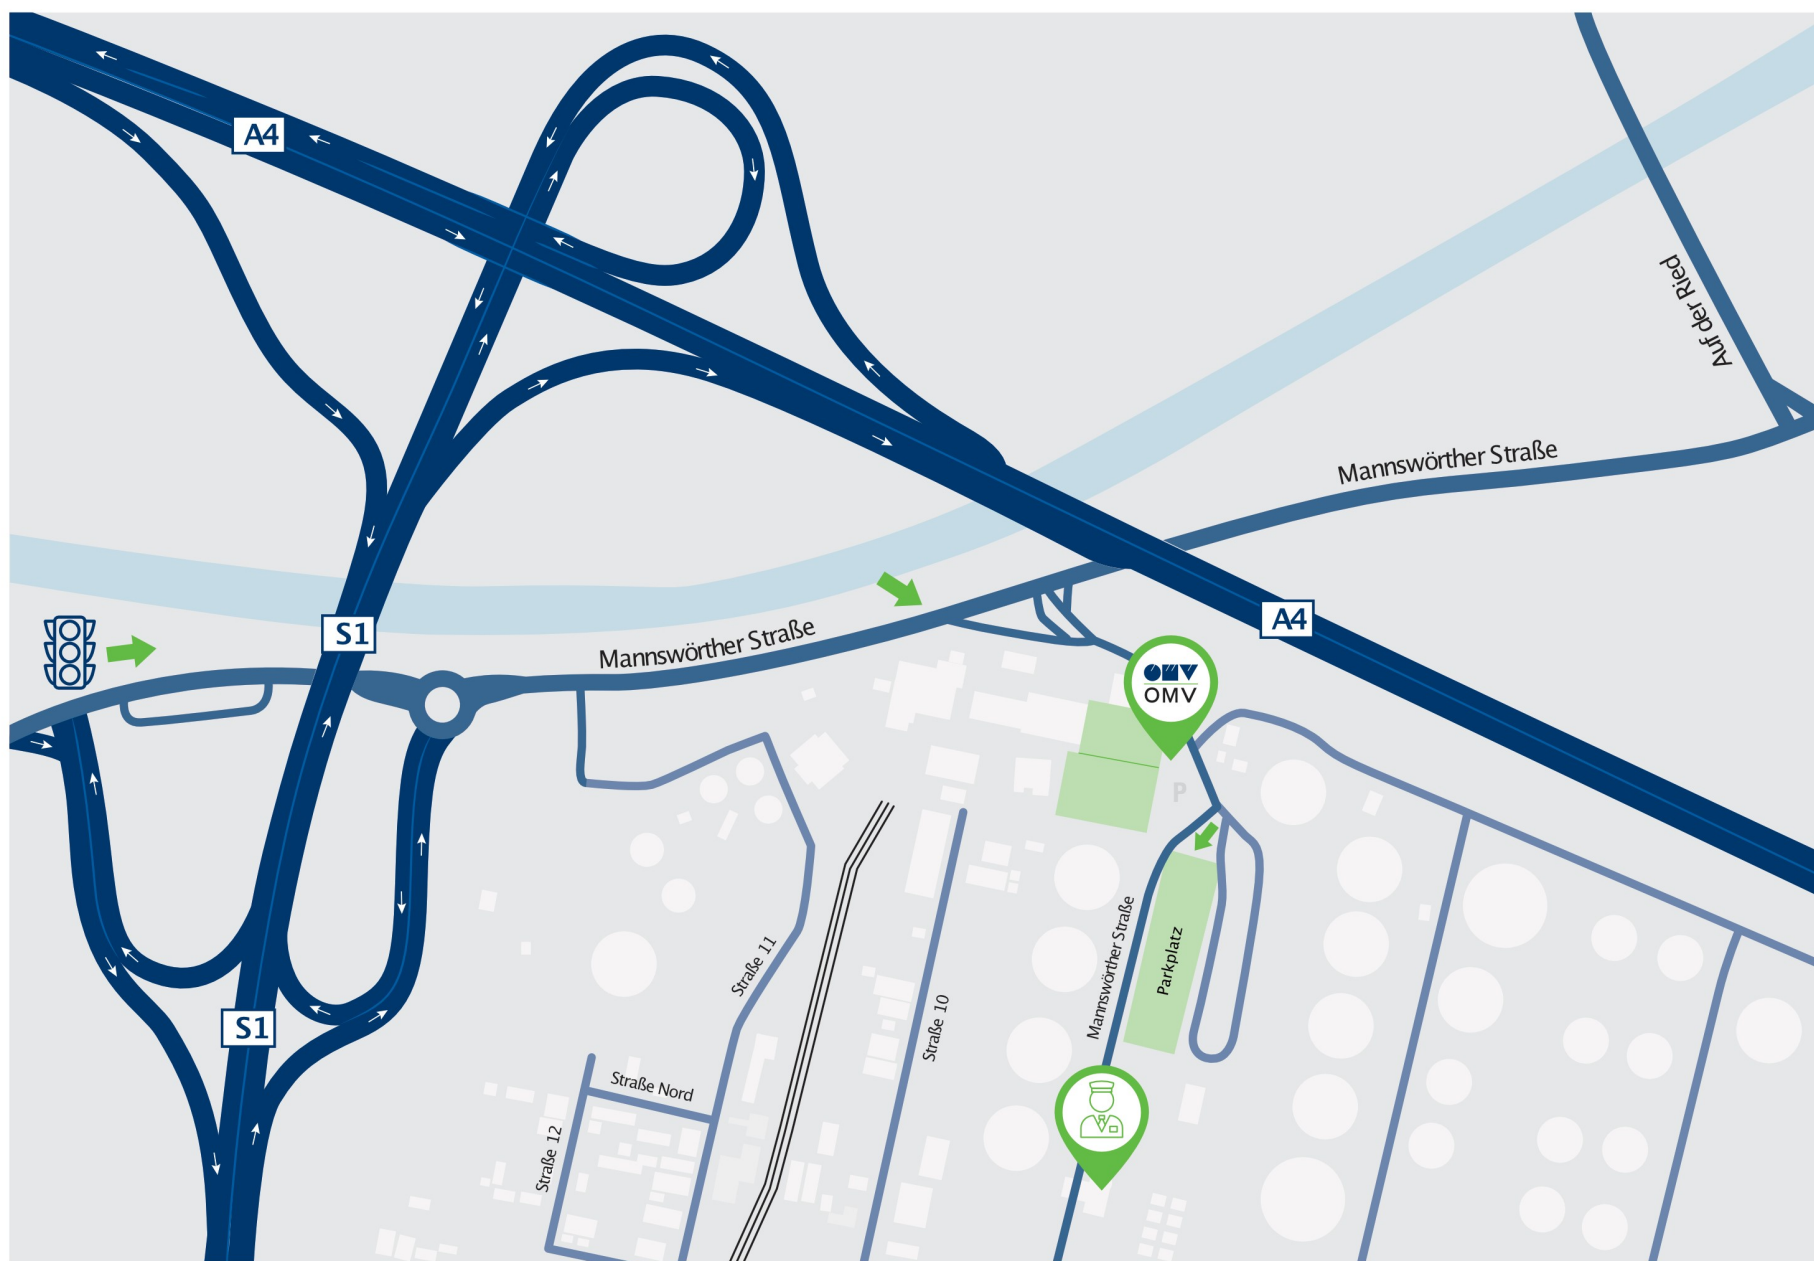 A4
Auf der Ried
Mannswörther Straße
A4
S1
Mannswörther Straße
OMV
OMV
P
Mannswörther Straße
Parkplatz
Straße 11
Straße 10
S1
Straße Nord
Straße 12